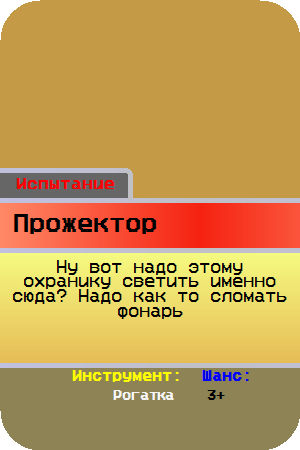 Испытание
Прожектор
Ну вот надо этому
охранику светить именно
сюда? Надо как то сломать
фонарь
Инструмент: Шанс:
Рогатка 3+